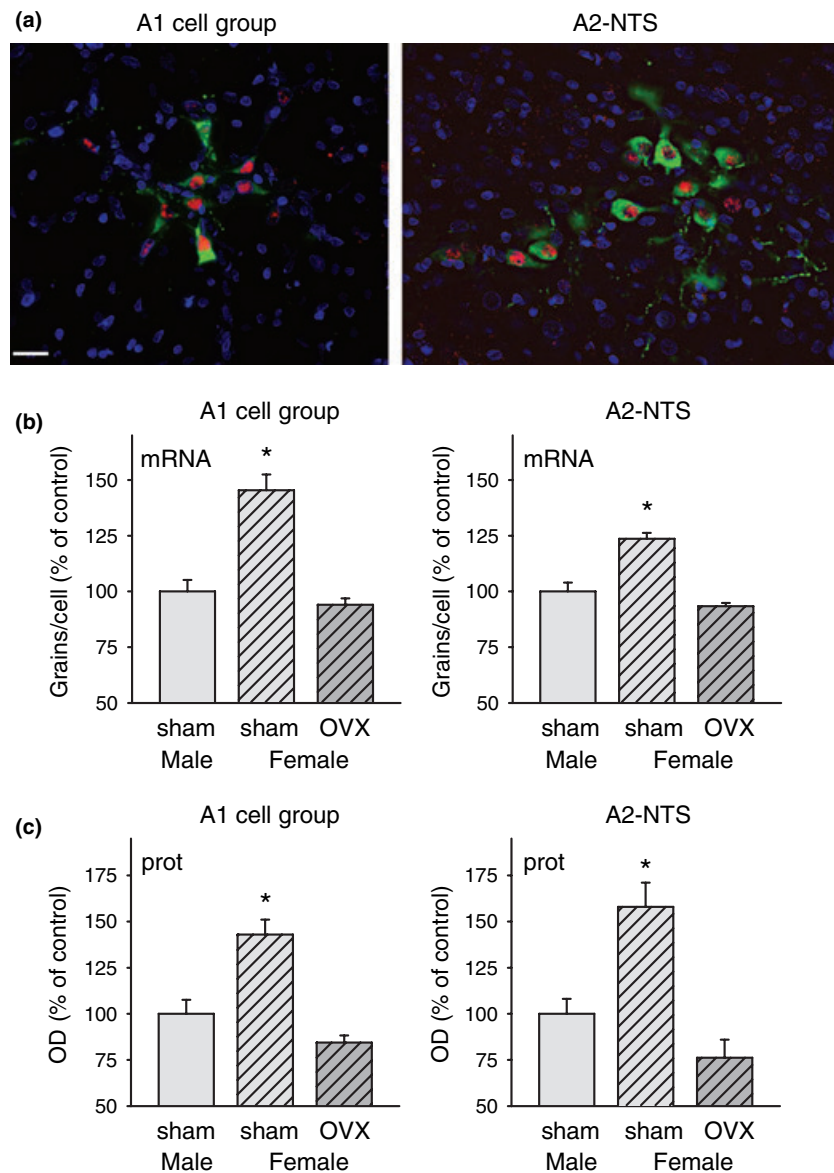 (a)
A1 cell group
A2-NTS
(b)
A1 cell group
A2-NTS
Grains/cell (% of control)
150
125
100
75
50
mRNA
*
sham
sham
OVX
Male
Female
Grains/cell (% of control)
150
125
100
75
50
mRNA
*
sham
sham
OVX
Male
Female
(c)
A1 cell group
A2-NTS
OD (% of control)
175
150
125
100
75
50
prot
*
sham
sham
OVX
Male
Female
OD (% of control)
175
150
125
100
75
50
prot
*
sham
sham
OVX
Male
Female